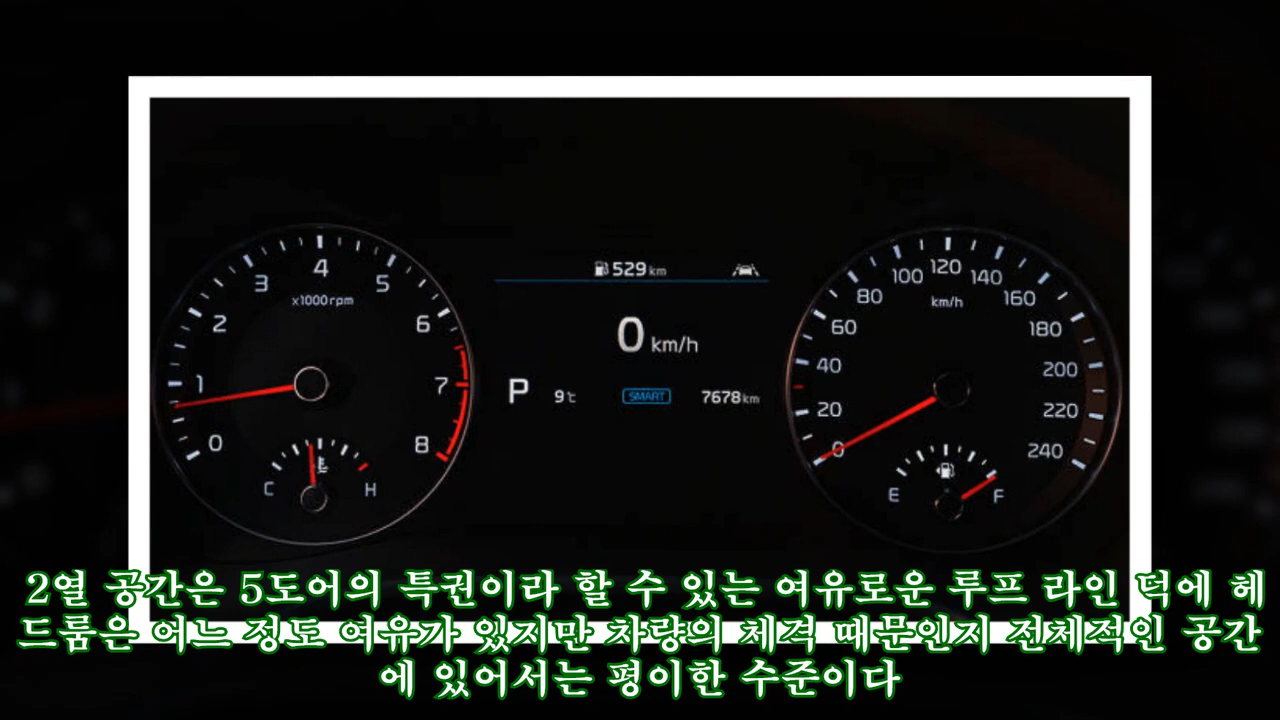 4
3
5
x1000rpm
2
6
1
7
0
8
C
H
529 km
0 km/h
P
9℃
SMART
7678 km
120
100
140
80
160
km/h
60
180
40
200
20
220
0
240
E
F
2열 공간은 5도어의 특권이라 할 수 있는 여유로운 루프 라인 덕에 헤
드룸은 어느 정도 여유가 있지만 차량의 체격 때문인지 전체적인 공간
에 있어서는 평이한 수준이다